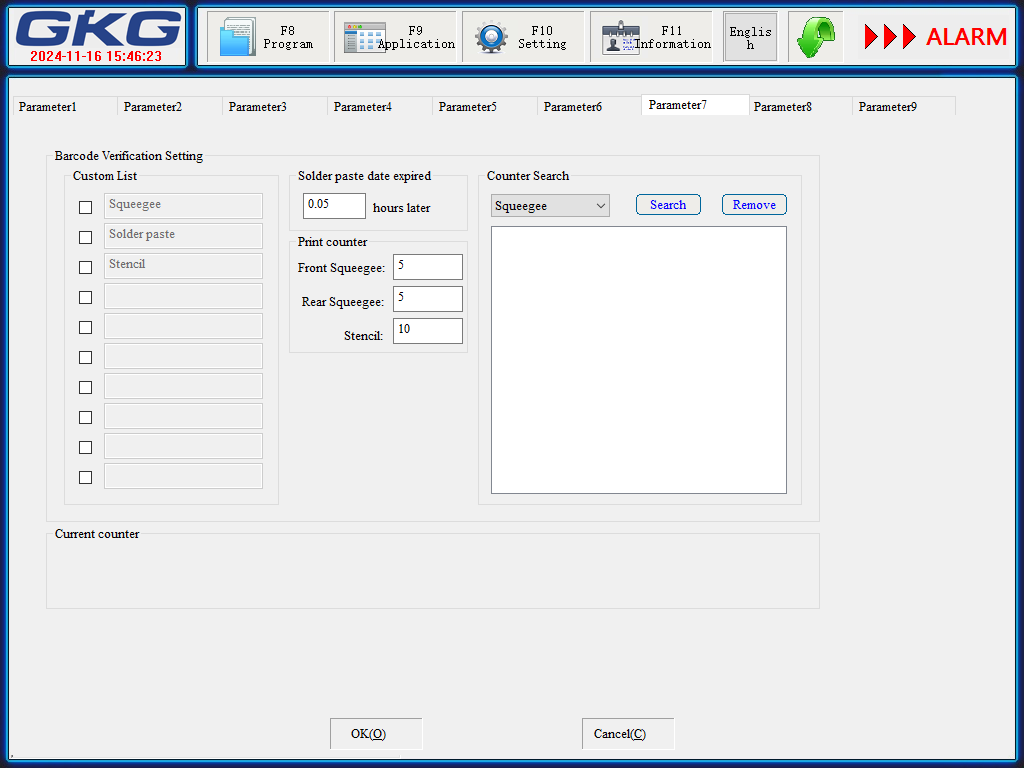 GKG
2024-11-16 15:46:23
F8
Program
F9
Application
F10
Setting
F11
Information
Englis
h
ALARM
Parameter1
Parameter2
Parameter3
Parameter4
Parameter5
Parameter6
Parameter7
Parameter8
Parameter9
Barcode Verification Setting
Custom List
Squeegee
Solder paste
Stencil
Solder paste date expired
0.05 hours later
Print counter
Front Squeegee: 5
Rear Squeegee: 5
Stencil: 10
Counter Search
Squeegee
Search
Remove
Current counter
OK(O)
Cancel(C)